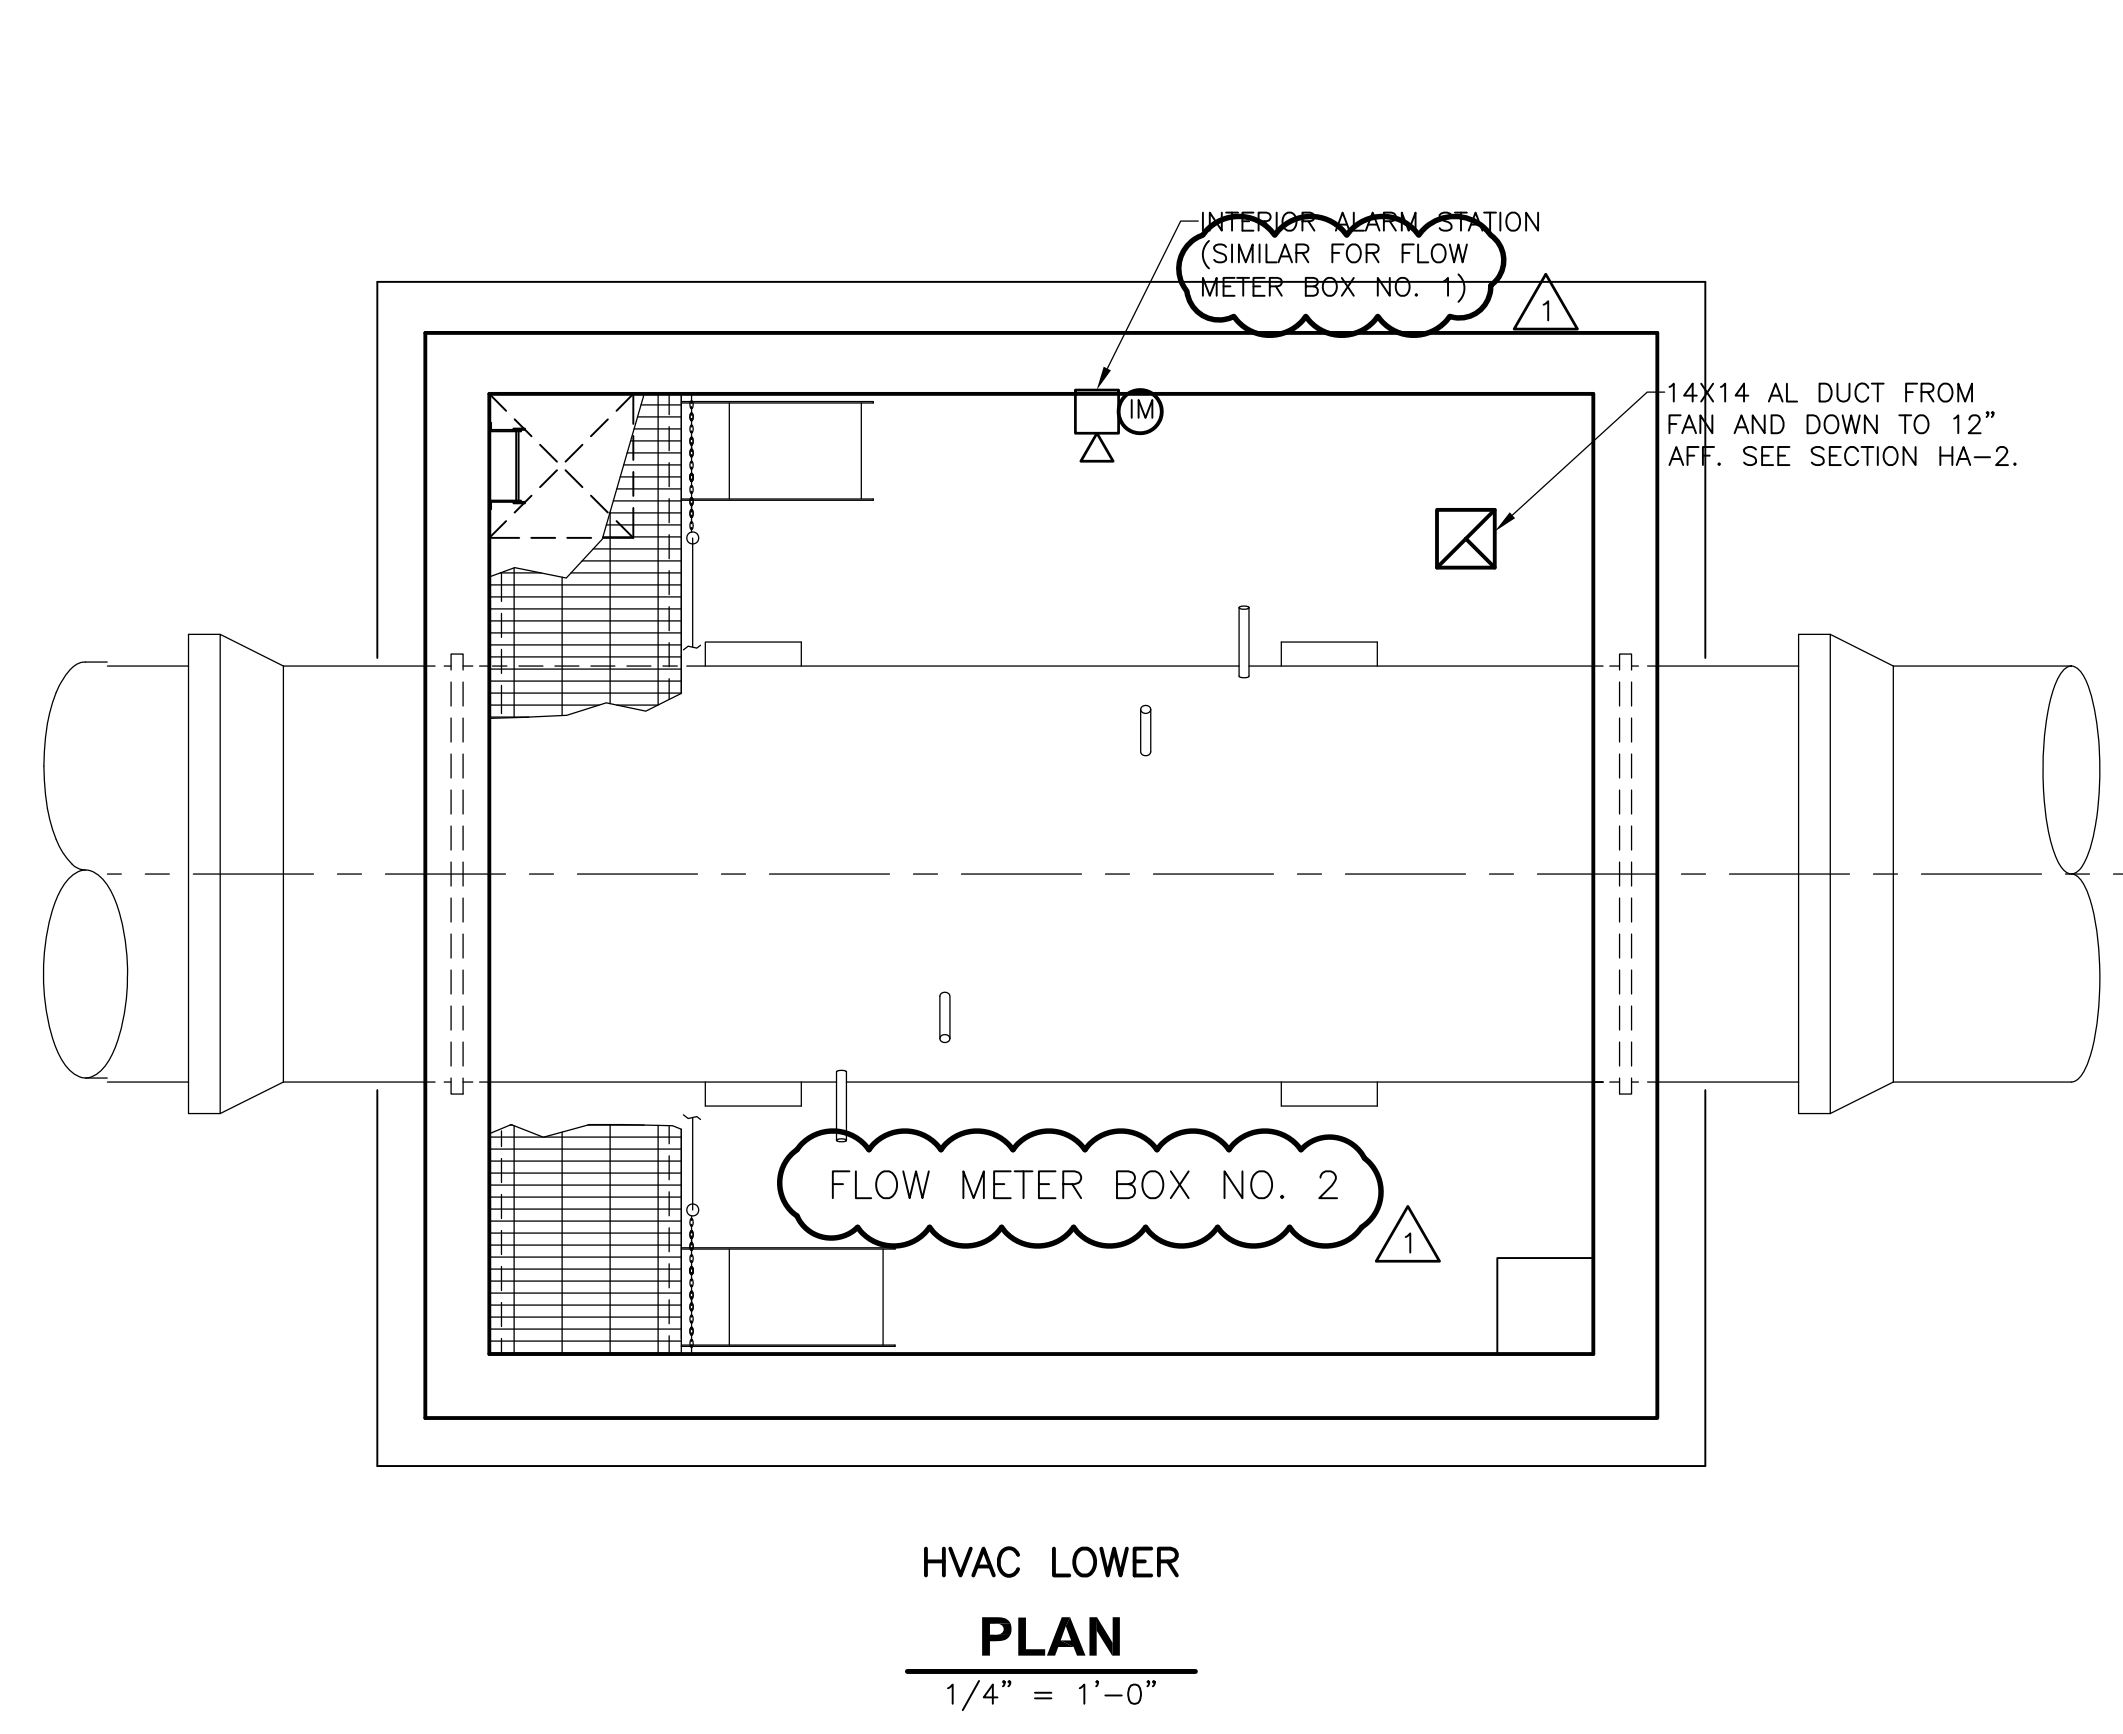 INTERIOR ALARM STATION
(SIMILAR FOR FLOW
METER BOX NO. 1)
1
14X14 AL DUCT FROM
FAN AND DOWN TO 12"
AFF. SEE SECTION HA-2.
IM
FLOW METER BOX NO. 2
1
HVAC LOWER
PLAN
1/4" = 1'-0"